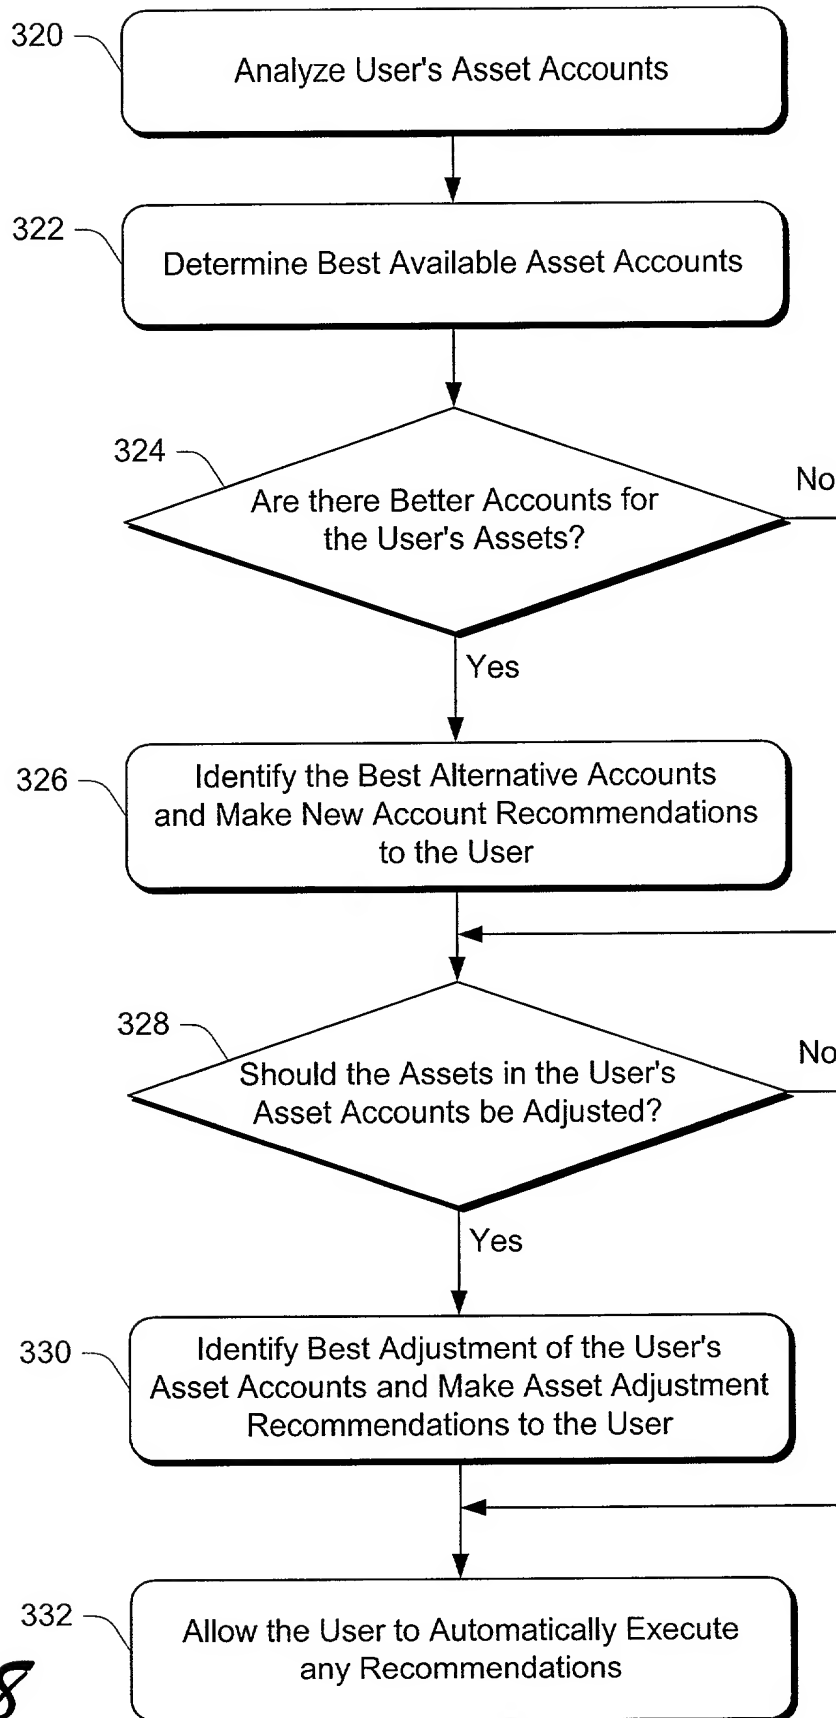 320
Analyze User's Asset Accounts
322
Determine Best Available Asset Accounts
324
Are there Better Accounts for
the User's Assets?
No
Yes
326
Identify the Best Alternative Accounts
and Make New Account Recommendations
to the User
328
Should the Assets in the User's
Asset Accounts be Adjusted?
No
Yes
330
Identify Best Adjustment of the User's
Asset Accounts and Make Asset Adjustment
Recommendations to the User
332
Allow the User to Automatically Execute
any Recommendations
8